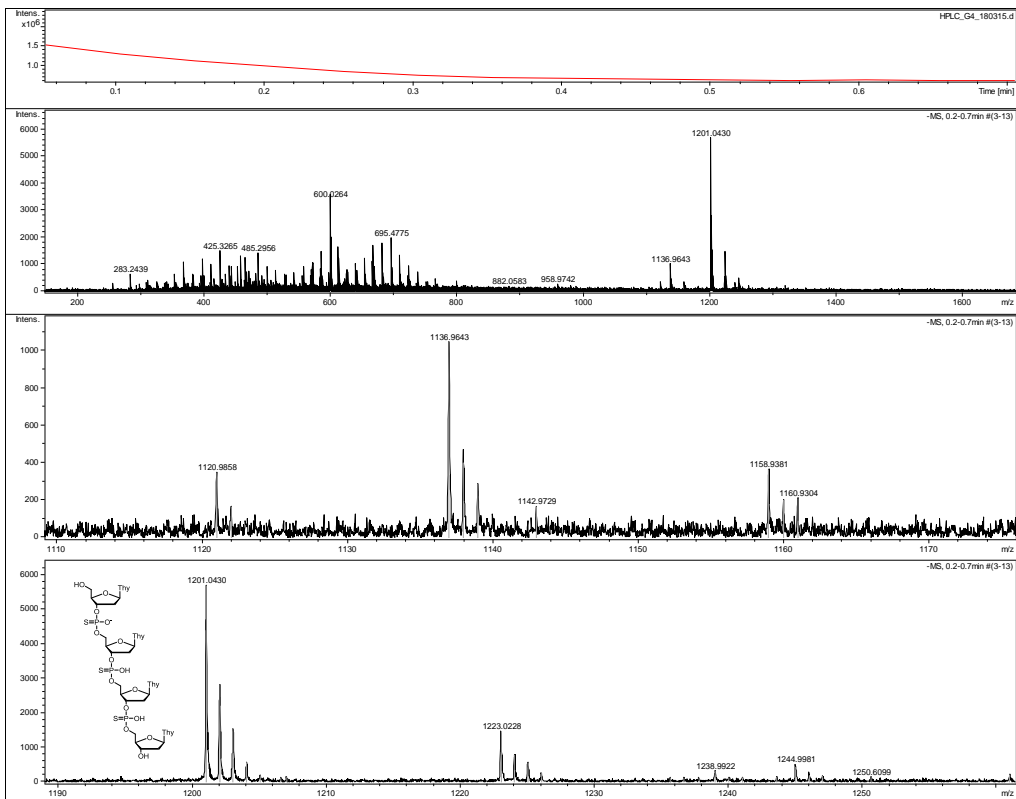 Intens.
x10⁶
HPLC_G4_180315.d
1.5
1.0
0.1 0.2 0.3 0.4 0.5 0.6 Time [min]
Intens.
-MS, 0.2-0.7min #(3-13)
6000
1201.0430
5000
4000
600.0264
3000
2000
425.3265 485.2956 695.4775
1136.9643
1000
283.2439
882.0583 958.9742
0
200 400 600 800 1000 1200 1400 1600 m/z
Intens.
-MS, 0.2-0.7min #(3-13)
1136.9643
1000
800
600
400
1120.9858
1158.9381
200
1142.9729
1160.9304
0
1110 1120 1130 1140 1150 1160 1170 m/z
Intens.
-MS, 0.2-0.7min #(3-13)
6000
1201.0430
5000
4000
3000
2000
1223.0228
1000
1238.9922 1244.9981 1250.6099
0
1190 1200 1210 1220 1230 1240 1250 m/z
Thy
HO
O
O
S=P-O-
O
Thy
O
O
S=P-OH
O
Thy
O
O
S=P-OH
O
Thy
O
OH